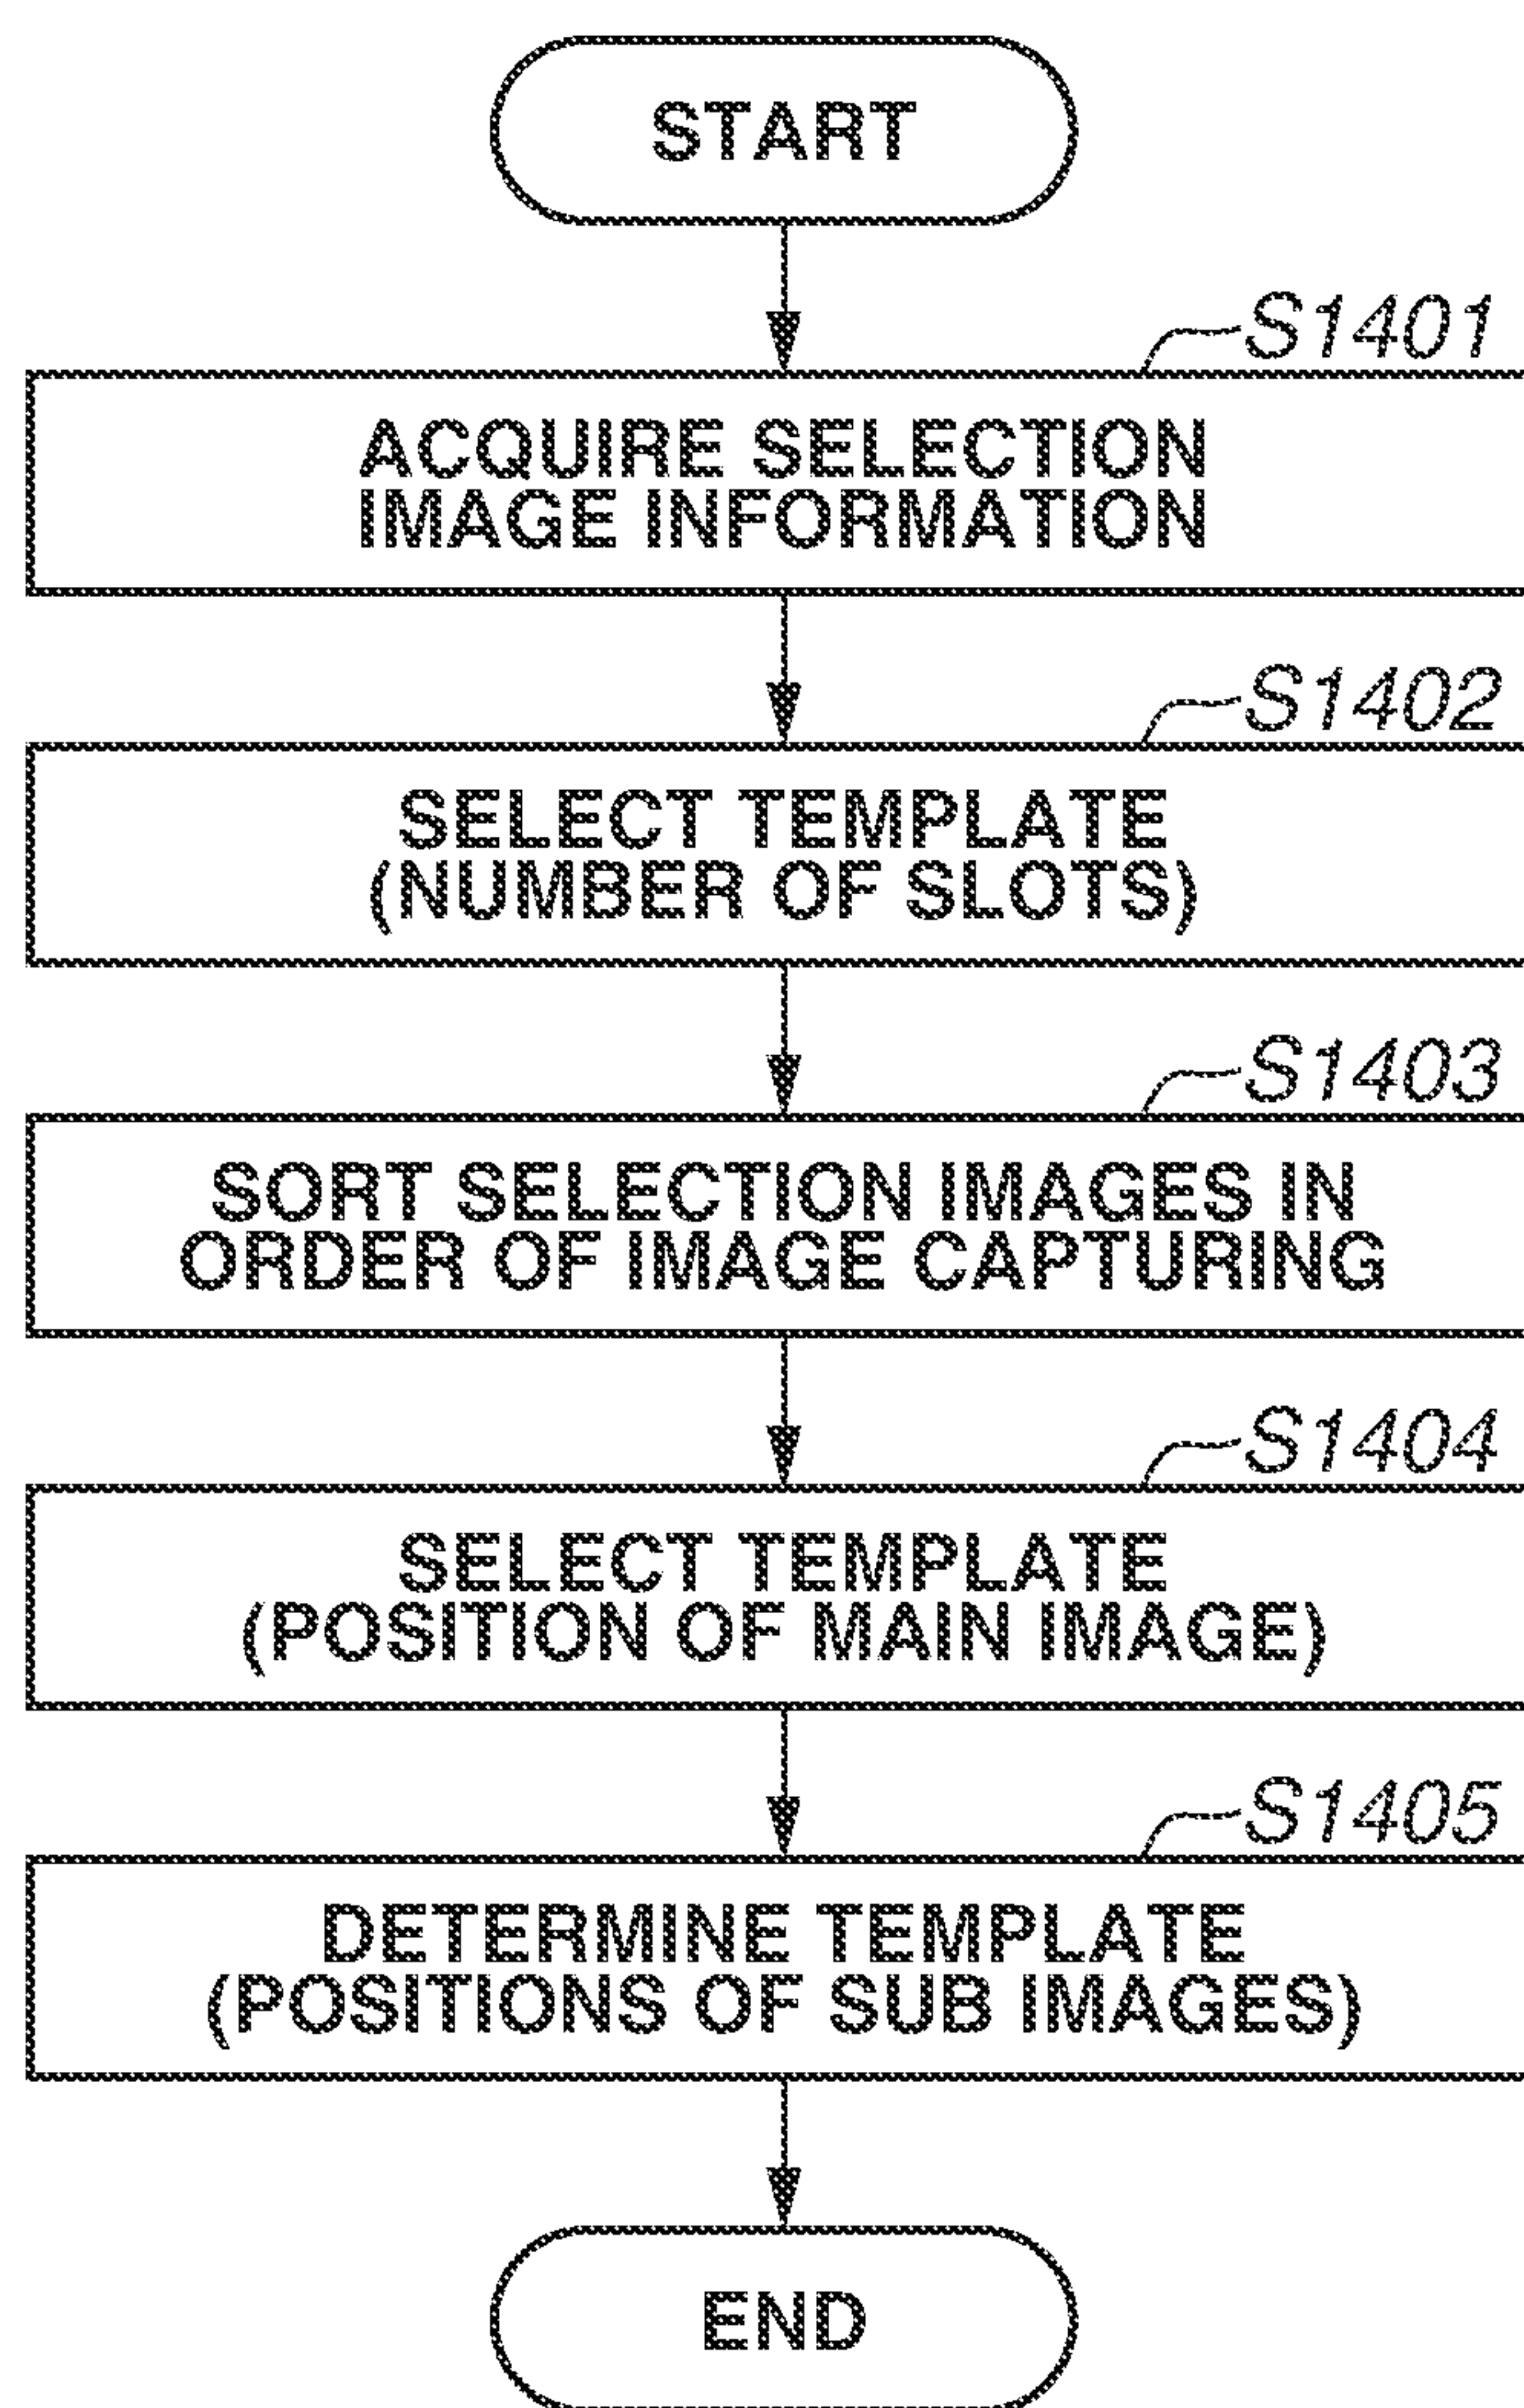 START
S1401
ACQUIRE SELECTION
IMAGE INFORMATION
S1402
SELECT TEMPLATE
(NUMBER OF SLOTS)
S1403
SORT SELECTION IMAGES IN
ORDER OF IMAGE CAPTURING
S1404
SELECT TEMPLATE
(POSITION OF MAIN IMAGE)
S1405
DETERMINE TEMPLATE
(POSITIONS OF SUB IMAGES)
END